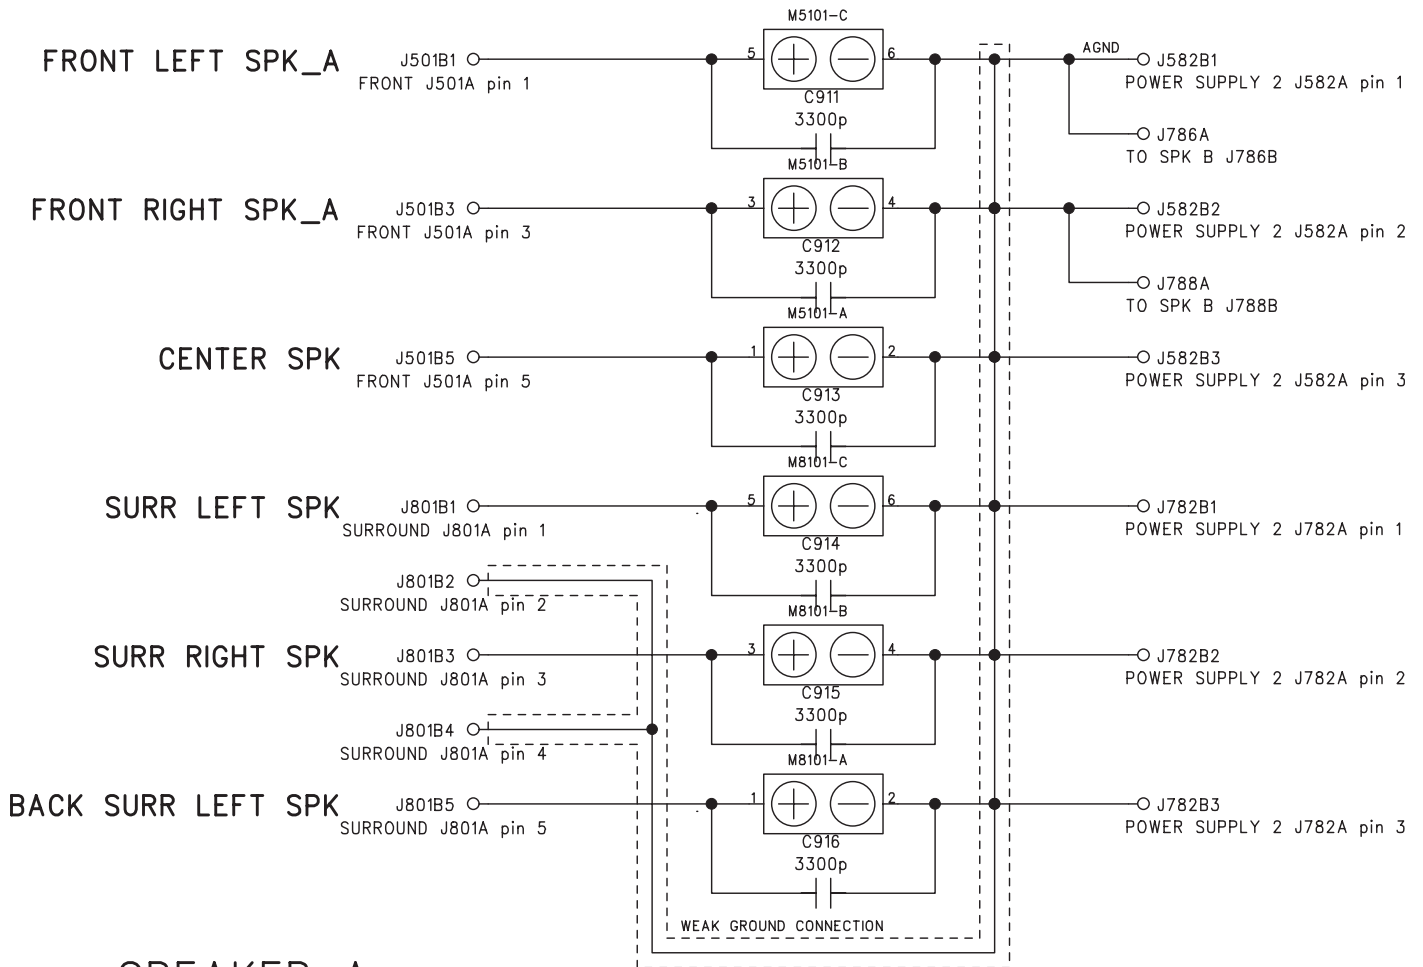 M5101-C
FRONT LEFT SPK_A J501B1 5 6 AGND J582B1
FRONT J501A pin 1 POWER SUPPLY 2 J582A pin 1
C911
3300p
J786A
TO SPK B J786B
M5101-B
FRONT RIGHT SPK_A J501B3 3 4 J582B2
FRONT J501A pin 3 POWER SUPPLY 2 J582A pin 2
C912
3300p
J788A
TO SPK B J788B
M5101-A
CENTER SPK J501B5 1 2 J582B3
FRONT J501A pin 5 POWER SUPPLY 2 J582A pin 3
C913
3300p
M8101-C
SURR LEFT SPK J801B1 5 6 J782B1
SURROUND J801A pin 1 POWER SUPPLY 2 J782A pin 1
C914
3300p
J801B2
SURROUND J801A pin 2
M8101-B
SURR RIGHT SPK J801B3 3 4 J782B2
SURROUND J801A pin 3 POWER SUPPLY 2 J782A pin 2
C915
3300p
J801B4
SURROUND J801A pin 4
M8101-A
BACK SURR LEFT SPK J801B5 1 2 J782B3
SURROUND J801A pin 5 POWER SUPPLY 2 J782A pin 3
C916
3300p
WEAK GROUND CONNECTION